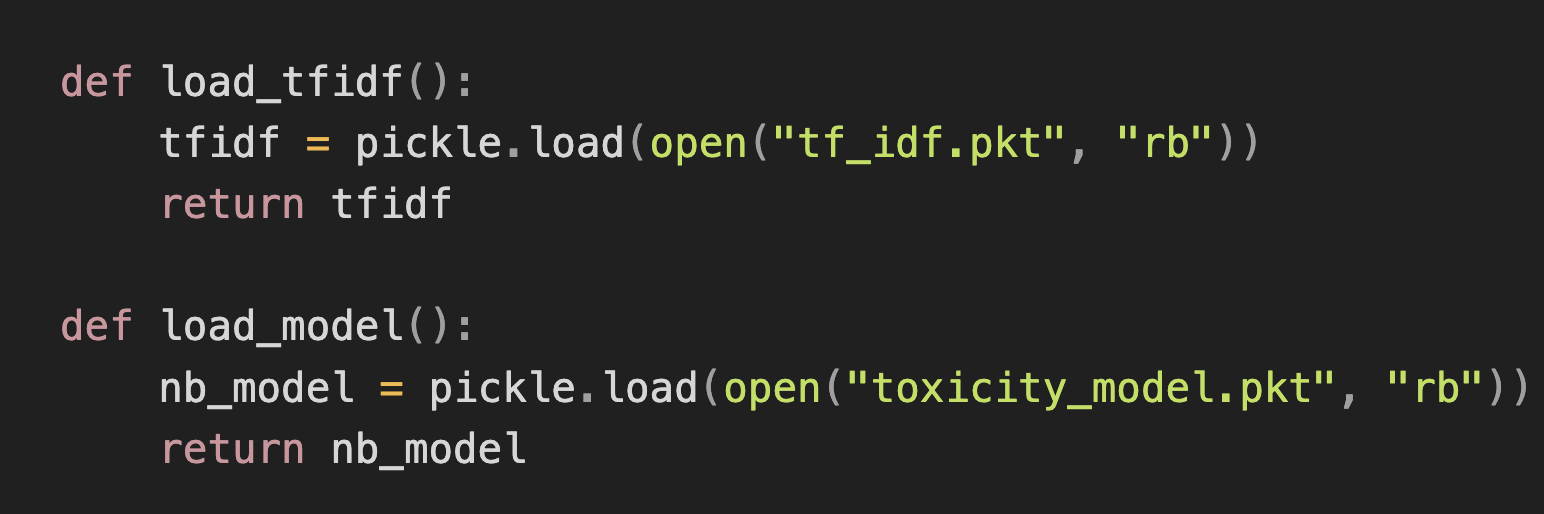 def load_tfidf():
    tfidf = pickle.load(open("tf_idf.pkt", "rb"))
    return tfidf

def load_model():
    nb_model = pickle.load(open("toxicity_model.pkt", "rb"))
    return nb_model